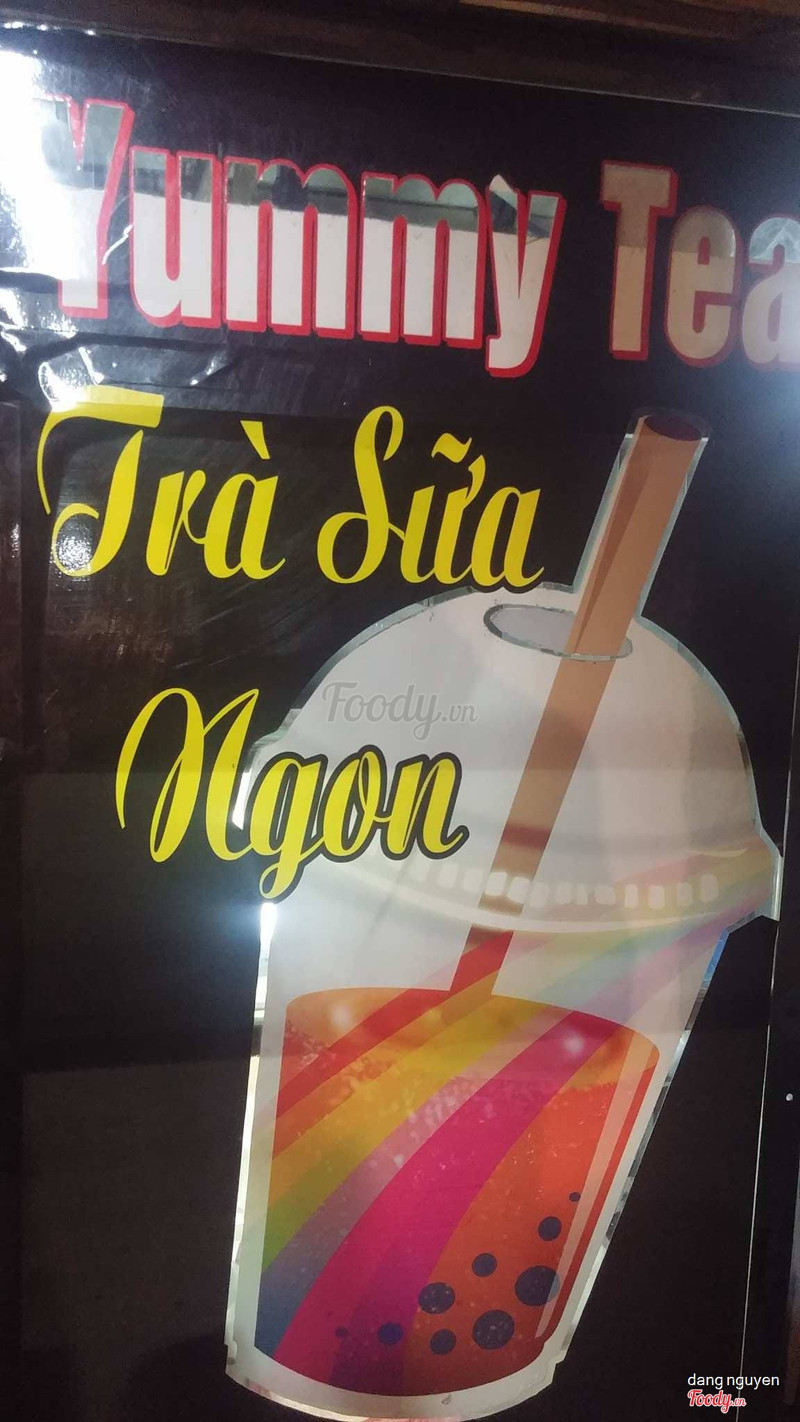 Yummy Tea
Trà Sữa
Foody.vn
Ngon
dang nguyen
Foody.vn